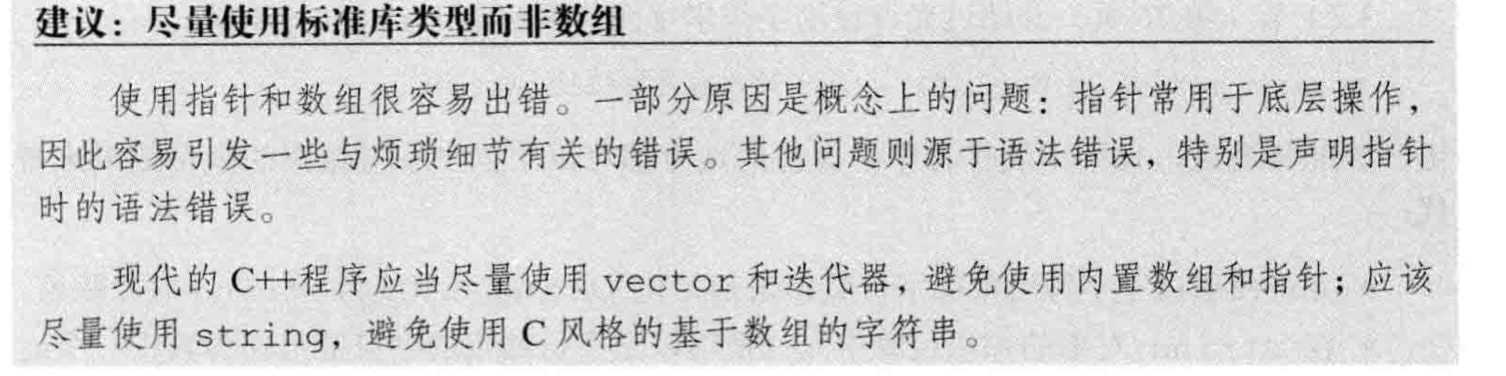 建议：尽量使用标准库类型而非数组
使用指针和数组很容易出错。一部分原因是概念上的问题：指针常用于底层操作，
因此容易引发一些与烦琐细节有关的错误。其他问题则源于语法错误，特别是声明指针
时的语法错误。
现代的 C++程序应当尽量使用 vector 和迭代器，避免使用内置数组和指针；应该
尽量使用 string，避免使用 C 风格的基于数组的字符串。